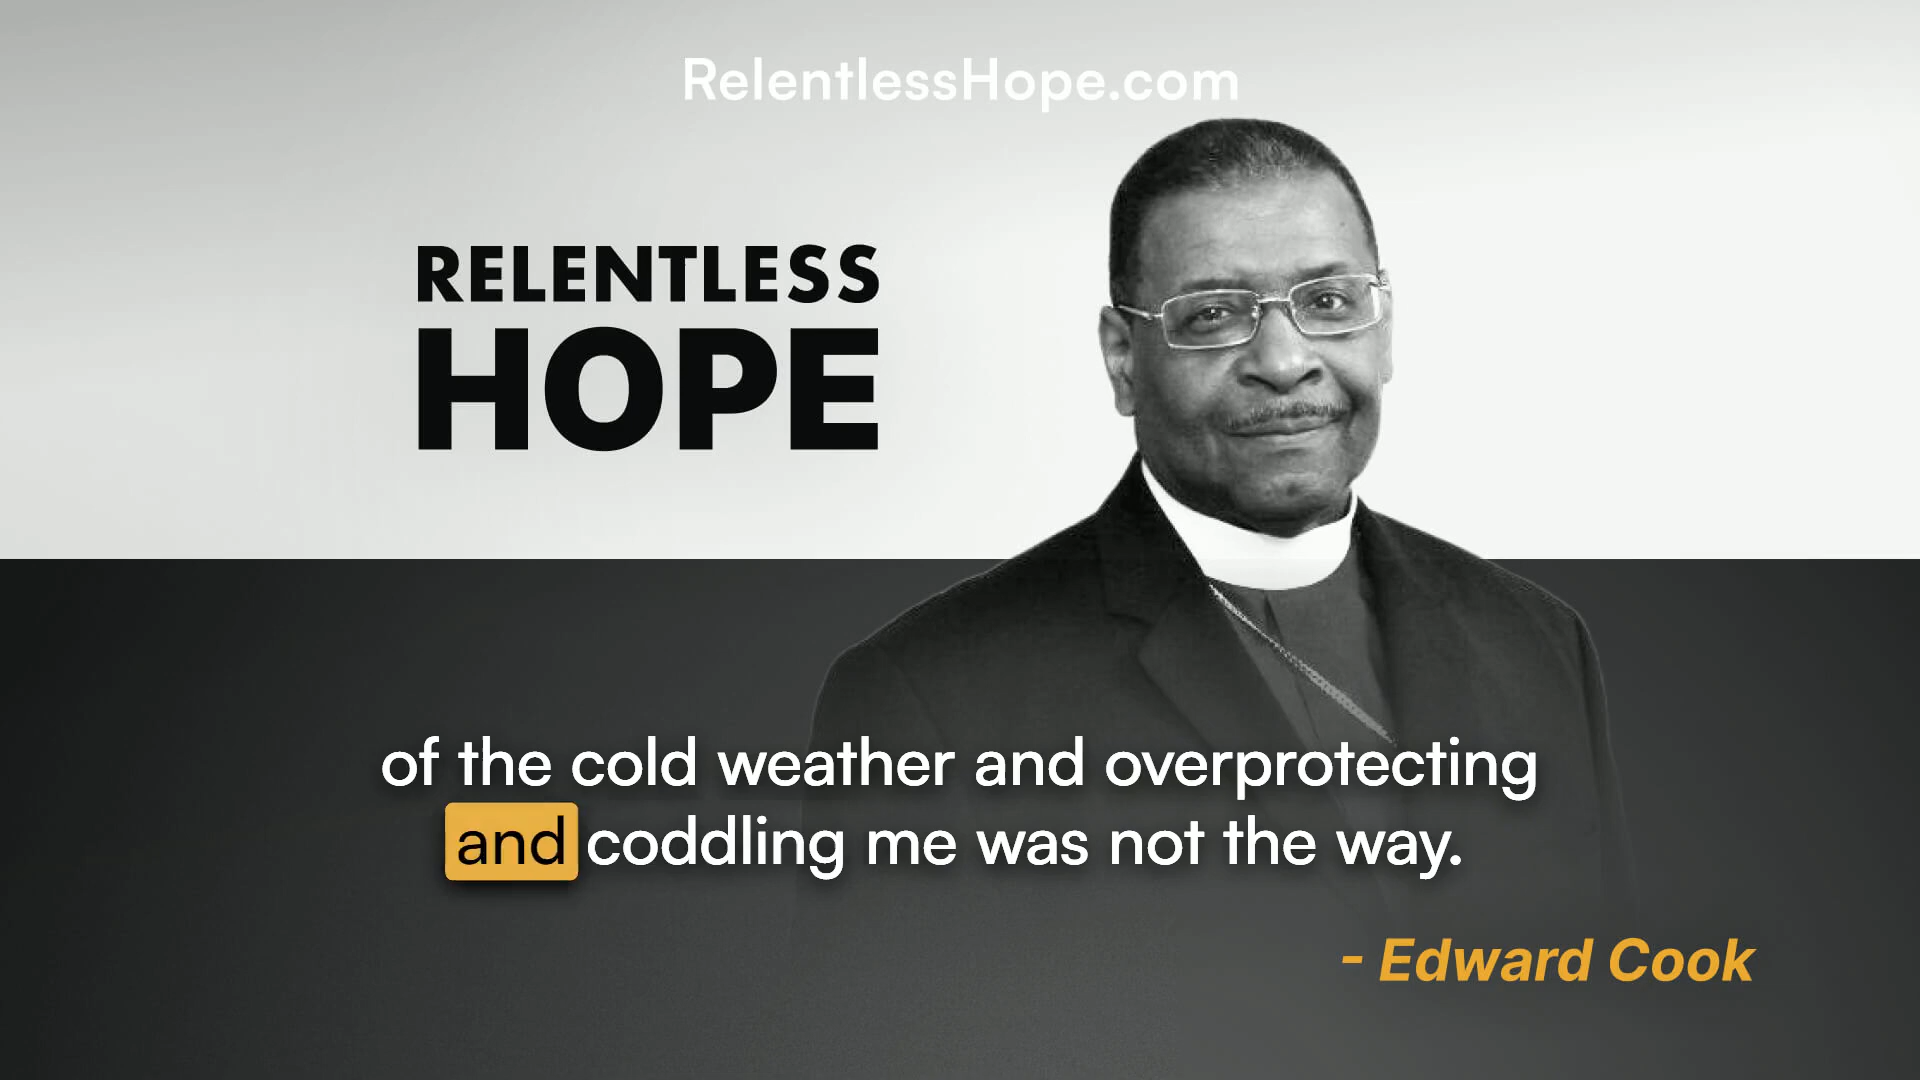 RelentlessHope.com
RELENTLESS
HOPE
of the cold weather and overprotecting
and coddling me was not the way.
- Edward Cook